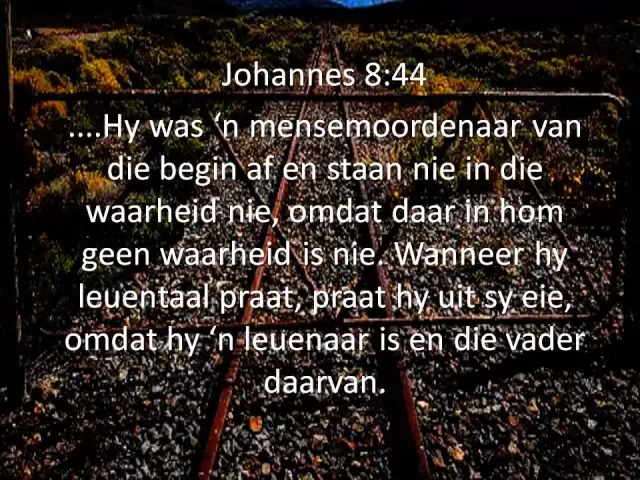 Johannes 8:44
....Hy was ‘n mensemoordenaar van
die begin af en staan nie in die
waarheid nie, omdat daar in hom
geen waarheid is nie. Wanneer hy
leuentaal praat, praat hy uit sy eie,
omdat hy ‘n leuenaar is en die vader
daarvan.